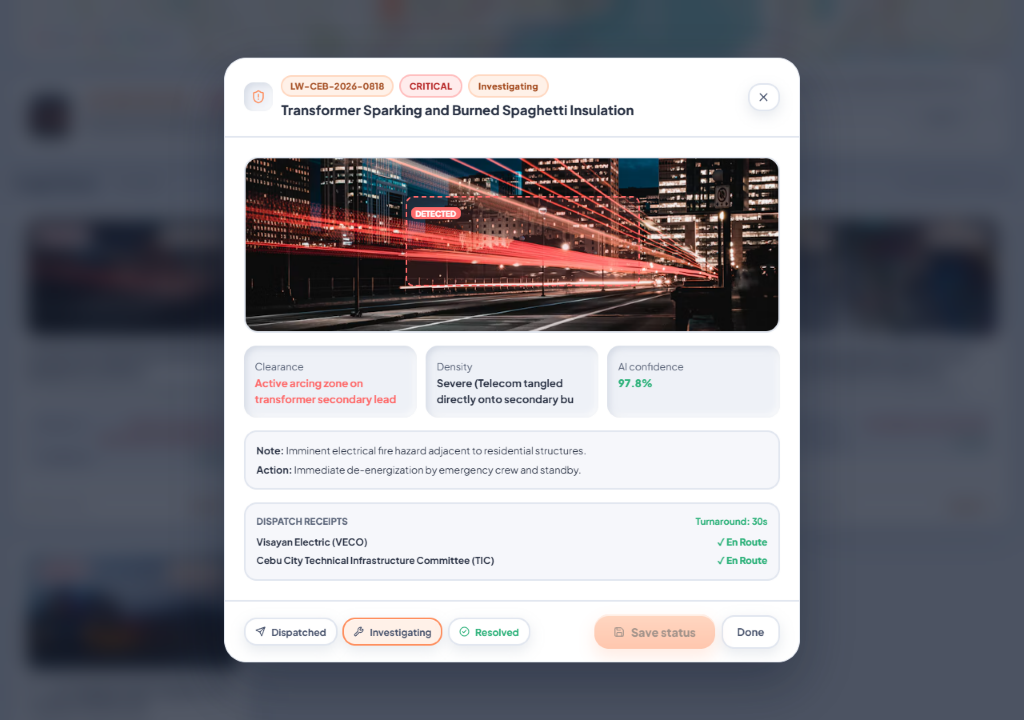 LW-CEB-2026-0818 CRITICAL Investigating
Transformer Sparking and Burned Spaghetti Insulation
DETECTED
Clearance
Active arcing zone on
transformer secondary lead
Density
Severe (Telecom tangled
directly onto secondary bu
AI confidence
97.8%
Note: Imminent electrical fire hazard adjacent to residential structures.
Action: Immediate de-energization by emergency crew and standby.
DISPATCH RECEIPTS Turnaround: 30s
Visayan Electric (VECO) ✓ En Route
Cebu City Technical Infrastructure Committee (TIC) ✓ En Route
Dispatched Investigating Resolved Save status Done